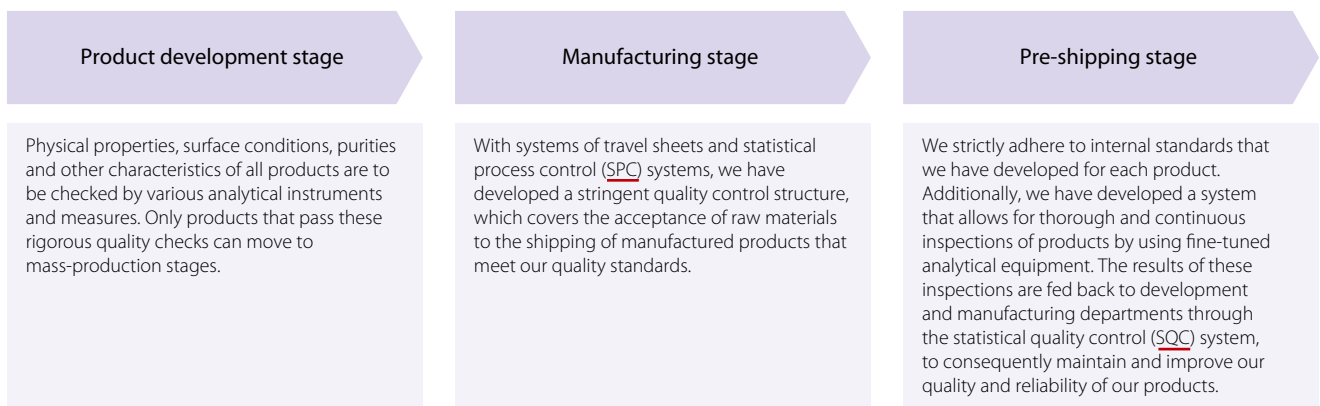 Product development stage
Physical properties, surface conditions, purities
and other characteristics of all products are to
be checked by various analytical instruments
and measures. Only products that pass these
rigorous quality checks can move to
mass-production stages.
Manufacturing stage
With systems of travel sheets and statistical
process control (SPC) systems, we have
developed a stringent quality control structure,
which covers the acceptance of raw materials
to the shipping of manufactured products that
meet our quality standards.
Pre-shipping stage
We strictly adhere to internal standards that
we have developed for each product.
Additionally, we have developed a system
that allows for thorough and continuous
inspections of products by using fine-tuned
analytical equipment. The results of these
inspections are fed back to development
and manufacturing departments through
the statistical quality control (SQC) system,
to consequently maintain and improve our
quality and reliability of our products.